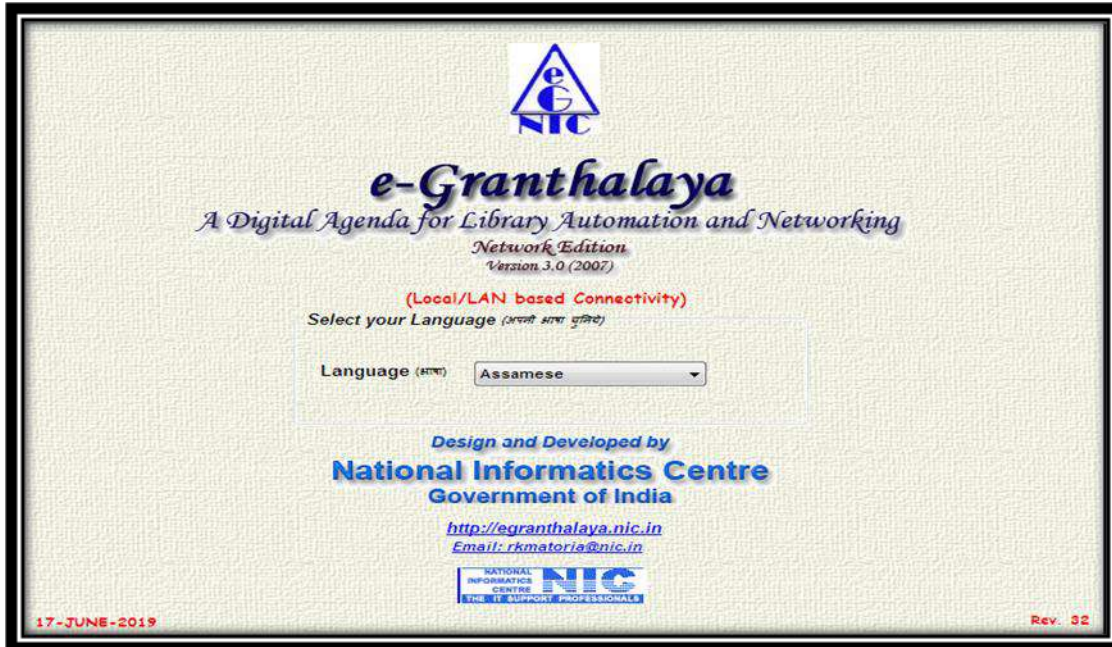 e
G
NIC
e-Granthalaya
A Digital Agenda for Library Automation and Networking
Network Edition
Version 3.0 (2007)
(Local/LAN based Connectivity)
Select your Language (अपनी भाषा चुनिये)
Language (भाषा) Assamese
Design and Developed by
National Informatics Centre
Government of India
http://egranthalaya.nic.in
Email: rkmatoria@nic.in
NATIONAL
INFORMATICS
CENTRE
NIC
THE IT SUPPORT PROFESSIONALS
17-JUNE-2019 Rev. 32